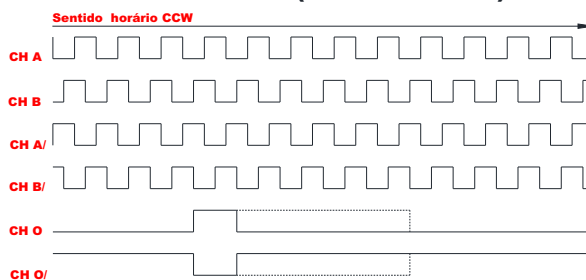 Sentido horário CCW
CH A
CH B
CH A/
CH B/
CH O
CH O/